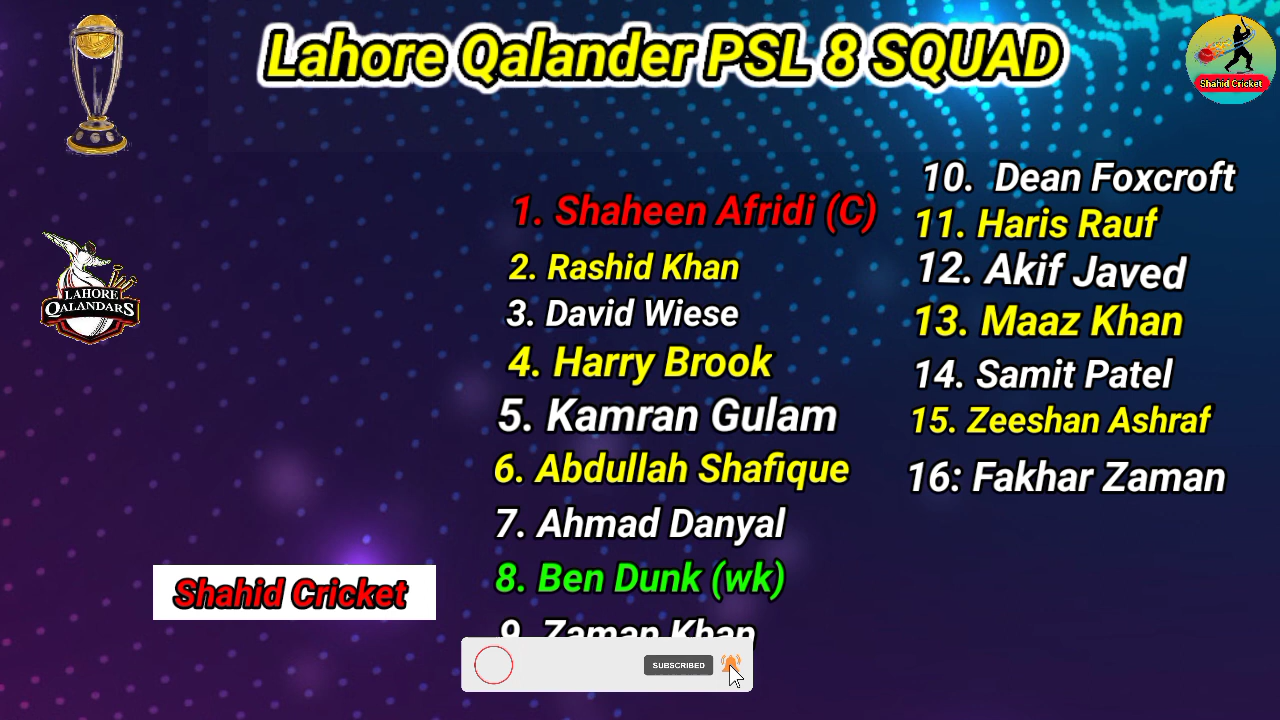 Lahore Qalander PSL 8 SQUAD
Shahid Cricket
LAHORE
QALANDARS
1. Shaheen Afridi (C)
2. Rashid Khan
3. David Wiese
4. Harry Brook
5. Kamran Gulam
6. Abdullah Shafique
7. Ahmad Danyal
8. Ben Dunk (wk)
9. Zaman Khan
10. Dean Foxcroft
11. Haris Rauf
12. Akif Javed
13. Maaz Khan
14. Samit Patel
15. Zeeshan Ashraf
16: Fakhar Zaman
Shahid Cricket
SUBSCRIBED